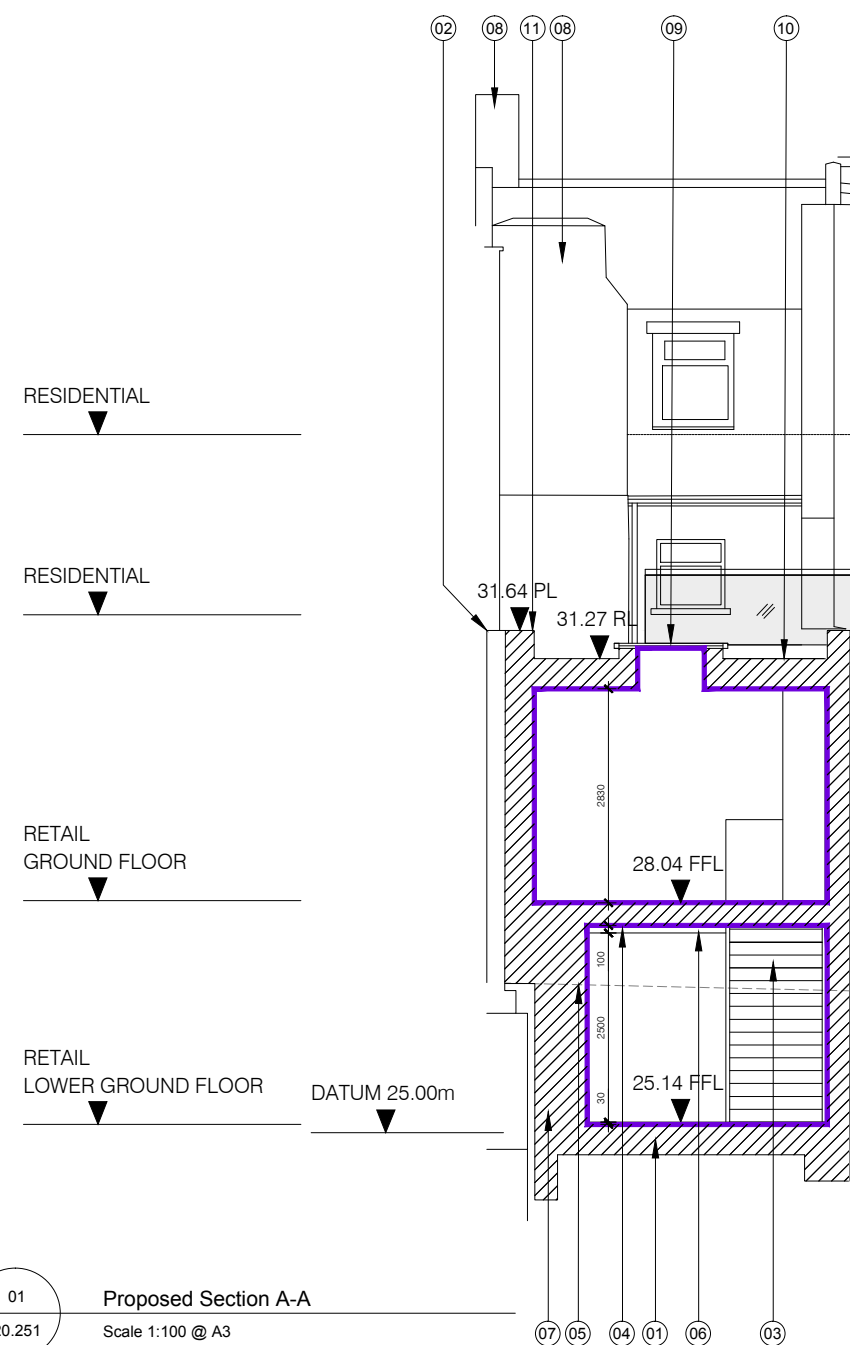 02 08 11 08 09 10
RESIDENTIAL
RESIDENTIAL
31.64 PL
31.27 RL
2830
RETAIL
GROUND FLOOR
28.04 FFL
100
2500
RETAIL
LOWER GROUND FLOOR
DATUM 25.00m
25.14 FFL
30
01
Proposed Section A-A
20.251
Scale 1:100 @ A3
07 05 04 01 06 03